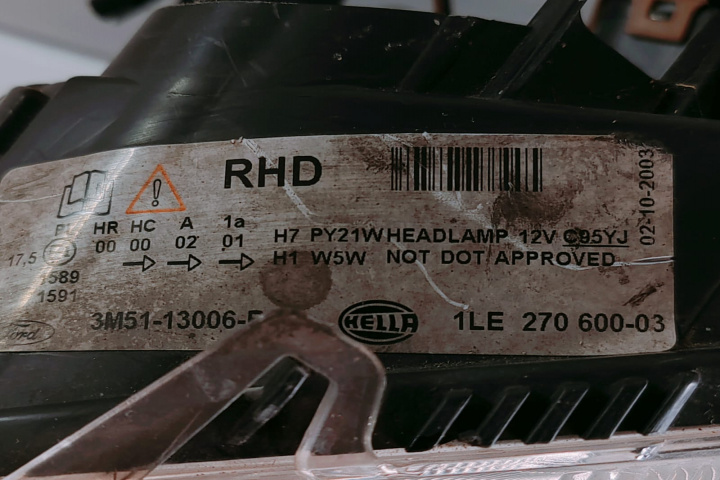 RHD
02-10-2003
HR HC A 1a
00 00 02 01
17,5
1589
1591
H7 PY21W HEADLAMP 12V C95YJ
H1 W5W NOT DOT APPROVED
Ford
3M51-13006-
HELLA
1LE 270 600-03